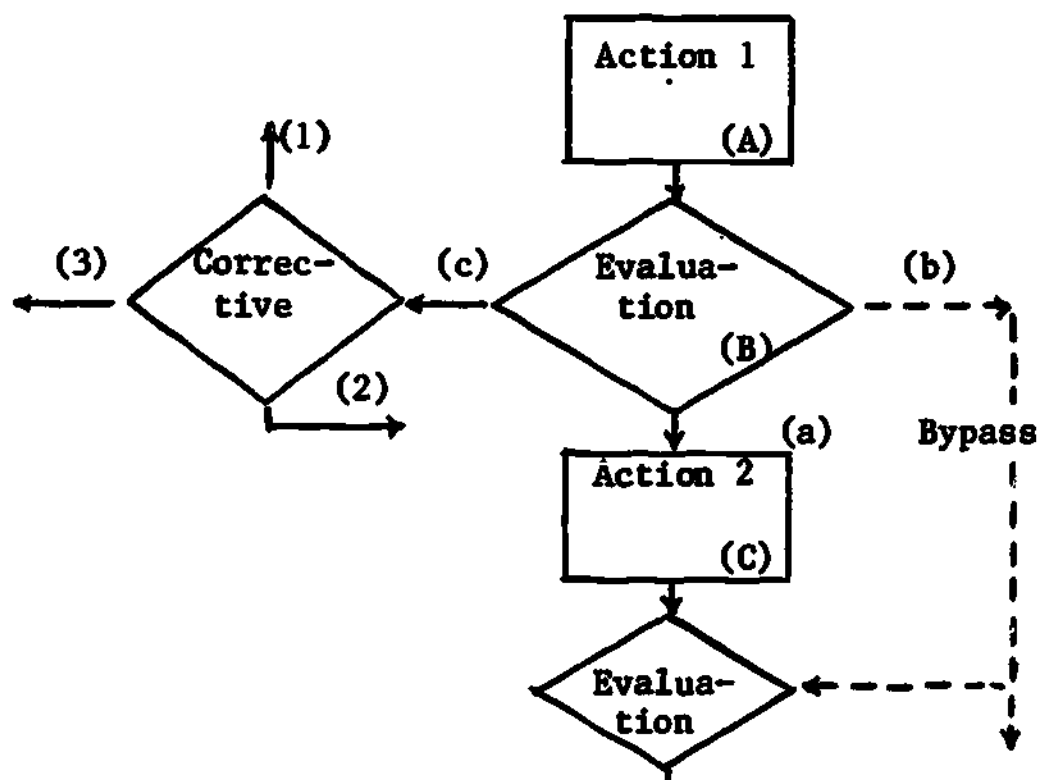 Action 1
(A)
(1)
(3)
Correc-
tive
(c)
Evalua-
tion
(B)
(b)
(2)
(a)
Bypass
Action 2
(C)
Evalua-
tion